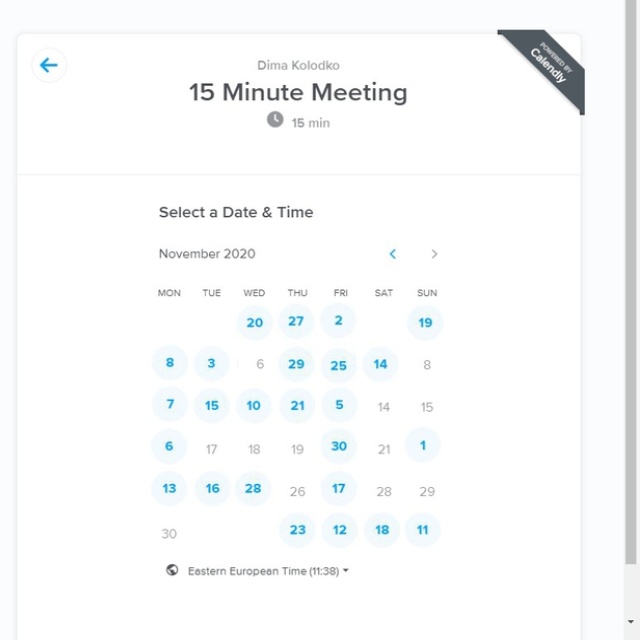 Dima Kolodko
15 Minute Meeting
15 min
POWERED BY
Calendly
Select a Date & Time
November 2020
MON TUE WED THU FRI SAT SUN
20 27 2 19
8 3 6 29 25 14 8
7 15 10 21 5 14 15
6 17 18 19 30 21 1
13 16 28 26 17 28 29
30 23 12 18 11
Eastern European Time (11:38)